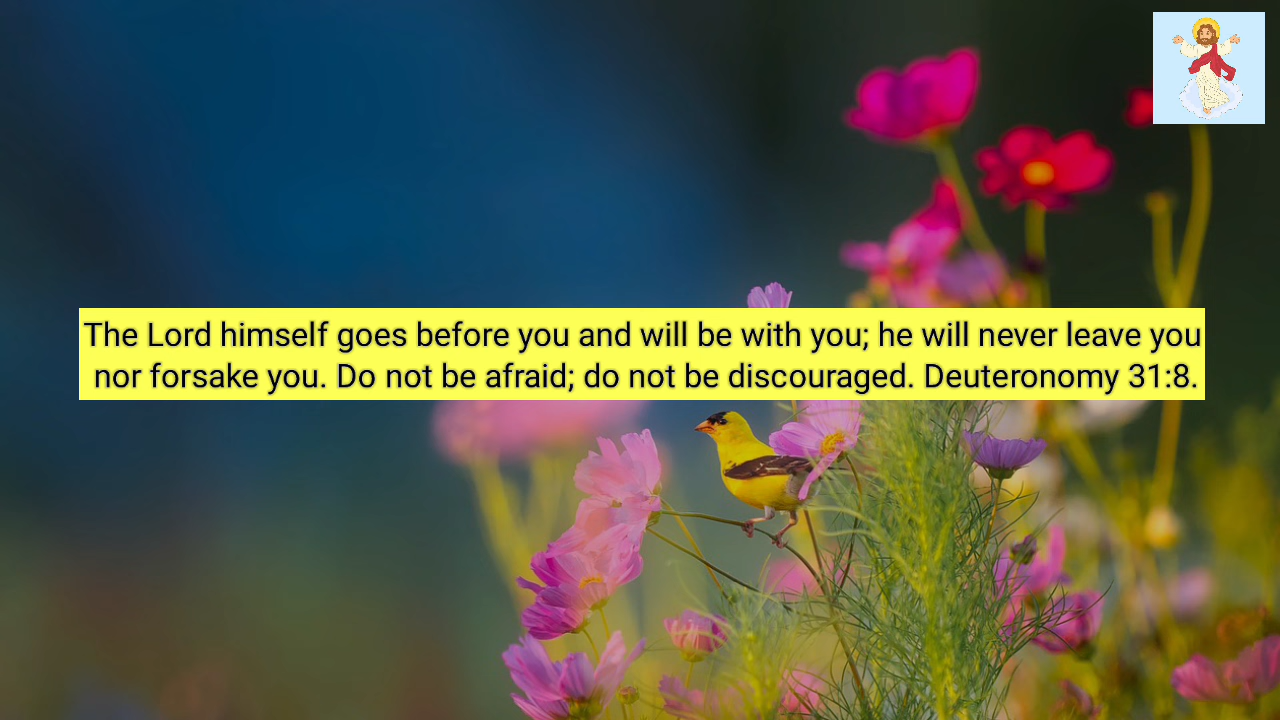 The Lord himself goes before you and will be with you; he will never leave you
nor forsake you. Do not be afraid; do not be discouraged. Deuteronomy 31:8.